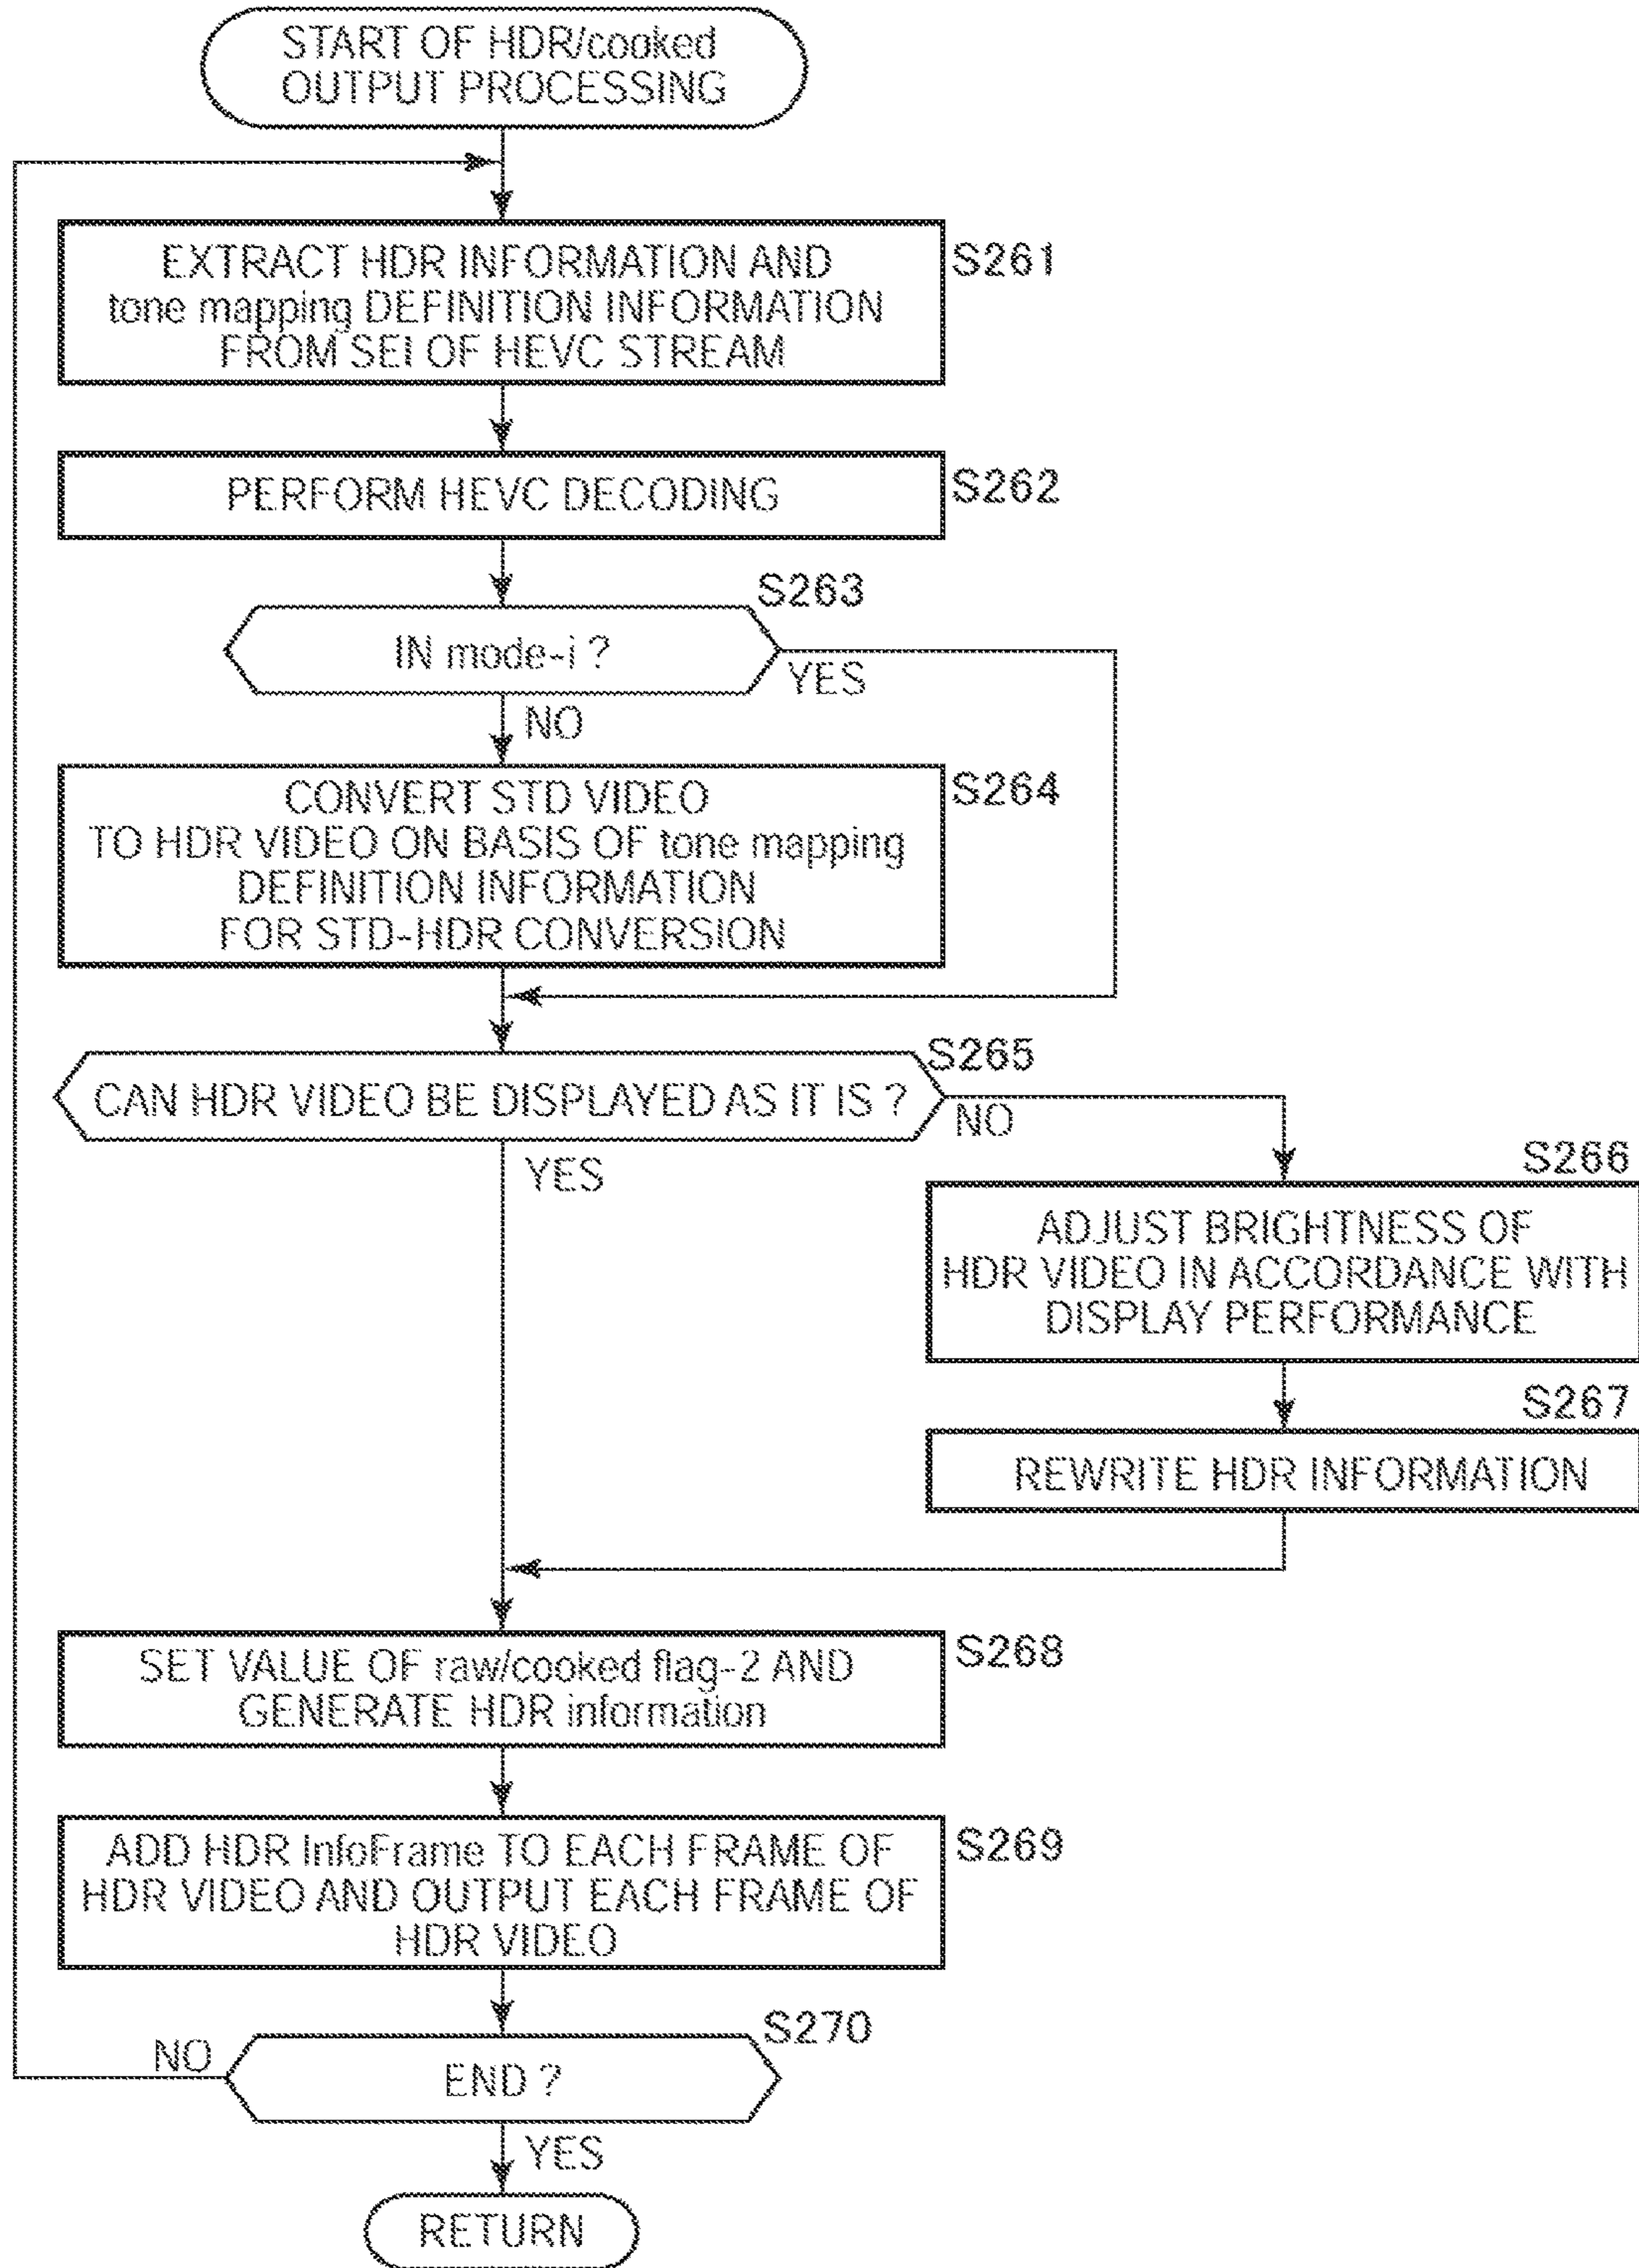 START OF HDR/cooked
OUTPUT PROCESSING
EXTRACT HDR INFORMATION AND
tone mapping DEFINITION INFORMATION
FROM SEI OF HEVC STREAM
S261
PERFORM HEVC DECODING
S262
S263
IN mode-i ?
YES
NO
CONVERT STD VIDEO
TO HDR VIDEO ON BASIS OF tone mapping
DEFINITION INFORMATION
FOR STD-HDR CONVERSION
S264
S265
CAN HDR VIDEO BE DISPLAYED AS IT IS ?
NO
YES
S266
ADJUST BRIGHTNESS OF
HDR VIDEO IN ACCORDANCE WITH
DISPLAY PERFORMANCE
S267
REWRITE HDR INFORMATION
SET VALUE OF raw/cooked flag-2 AND
GENERATE HDR information
S268
ADD HDR InfoFrame TO EACH FRAME OF
HDR VIDEO AND OUTPUT EACH FRAME OF
HDR VIDEO
S269
S270
NO
END ?
YES
RETURN